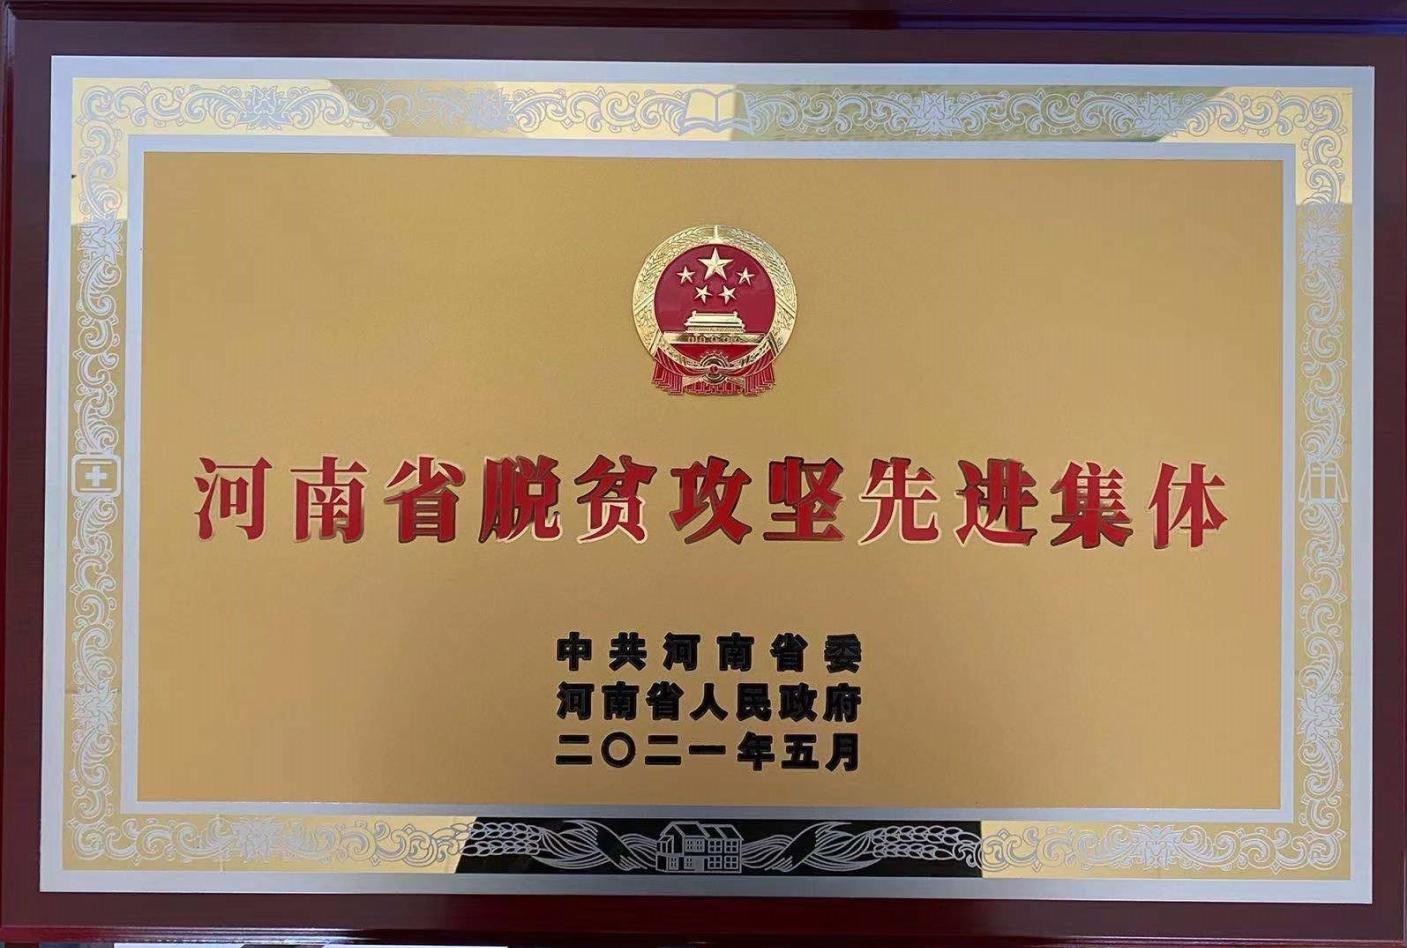 河南省脱贫攻坚先进集体
中共河南省委
河南省人民政府
二〇二一年五月